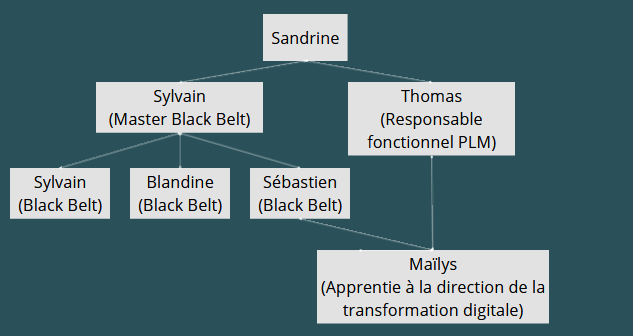 Sandrine
Sylvain
(Master Black Belt)
Thomas
(Responsable
fonctionnel PLM)
Sylvain
(Black Belt)
Blandine
(Black Belt)
Sébastien
(Black Belt)
Maïlys
(Apprentie à la direction de la
transformation digitale)